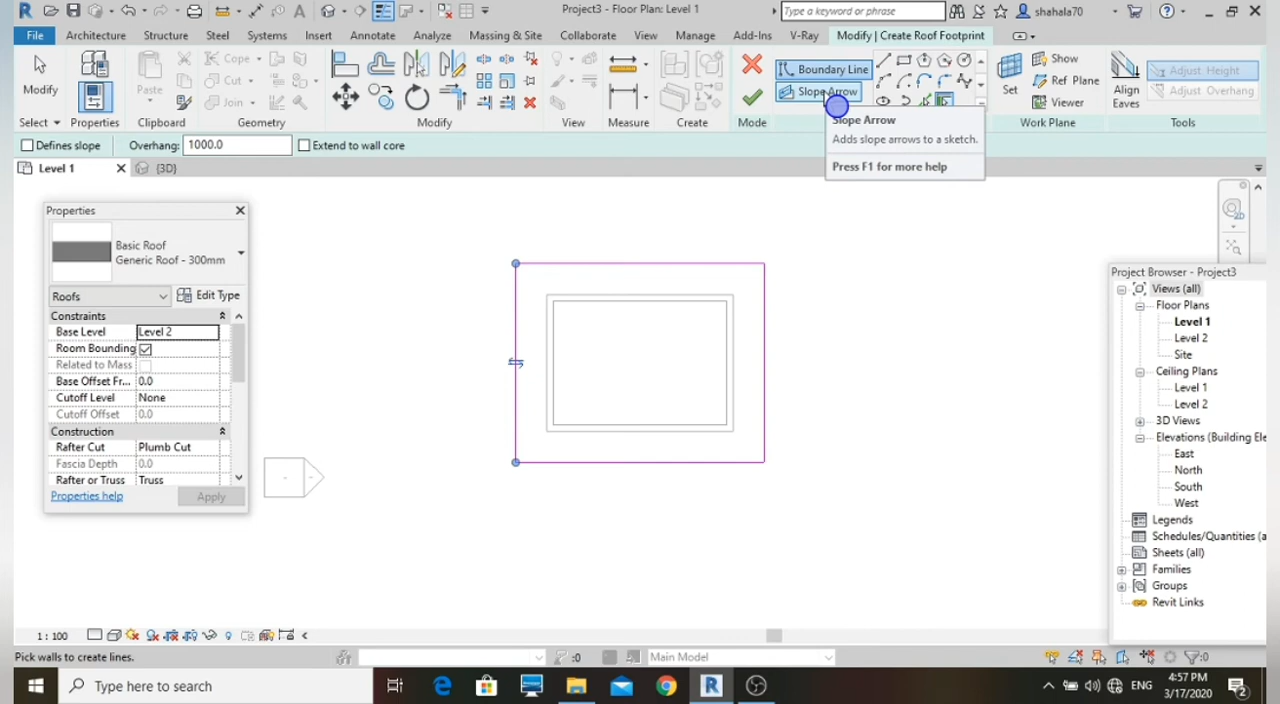 Project3 - Floor Plan: Level 1
Type a keyword or phrase
shahala70
File
Architecture
Structure
Steel
Systems
Insert
Annotate
Analyze
Massing & Site
Collaborate
View
Manage
Add-Ins
V-Ray
Modify | Create Roof Footprint
Modify
Select
Properties
Paste
Clipboard
Cope
Cut
Join
Geometry
Modify
View
Measure
Create
Mode
Boundary Line
Slope Arrow
Set
Show
Ref Plane
Viewer
Work Plane
Align
Eaves
Adjust Height
Adjust Overhang
Tools
Slope Arrow
Adds slope arrows to a sketch.
Press F1 for more help
Defines slope
Overhang: 1000.0
Extend to wall core
Level 1
{3D}
Properties
Basic Roof
Generic Roof - 300mm
Roofs
Edit Type
Constraints
Base Level Level 2
Room Bounding
Related to Mass
Base Offset Fr... 0.0
Cutoff Level None
Cutoff Offset 0.0
Construction
Rafter Cut Plumb Cut
Fascia Depth 0.0
Rafter or Truss Truss
Properties help
Apply
Project Browser - Project3
Views (all)
Floor Plans
Level 1
Level 2
Site
Ceiling Plans
Level 1
Level 2
3D Views
Elevations (Building Ele
East
North
South
West
Legends
Schedules/Quantities (a
Sheets (all)
Families
Groups
Revit Links
1 : 100
Pick walls to create lines.
:0
Main Model
:0
Type here to search
ENG
4:57 PM
3/17/2020
2